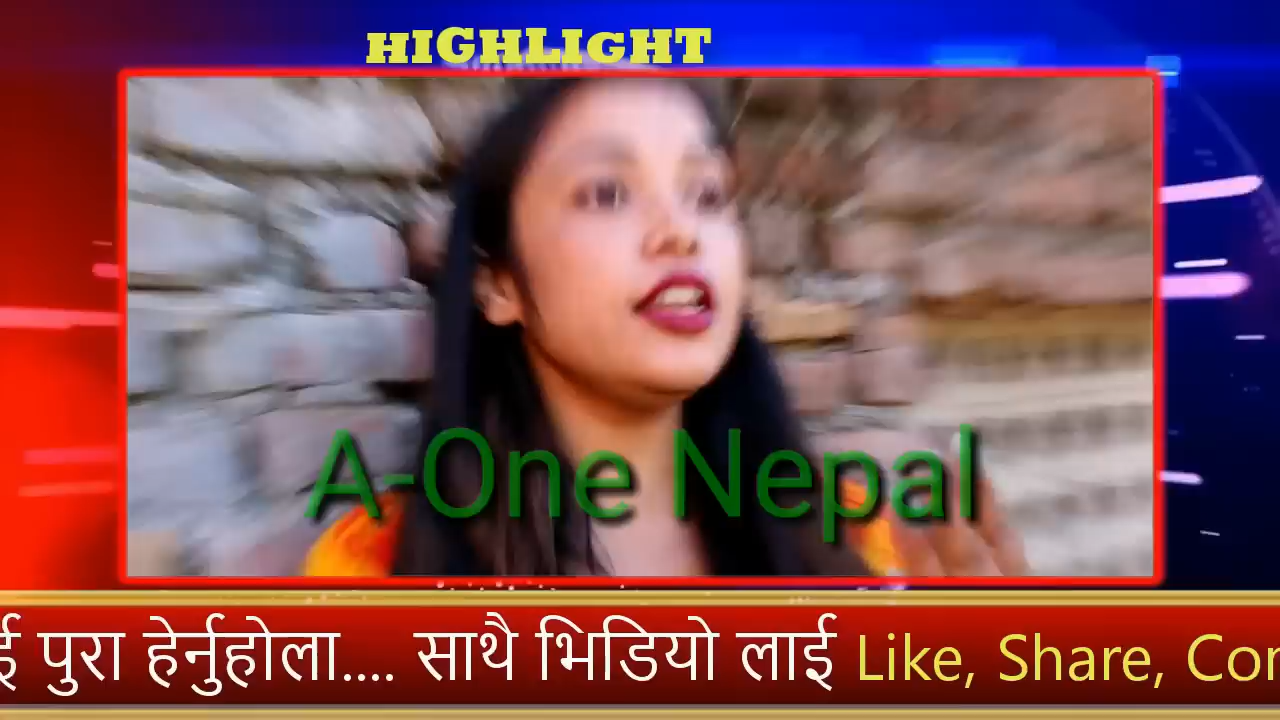 HIGHLIGHT
A-One Nepal
पुरा हेर्नुहोला.... साथै भिडियो लाई Like, Share,